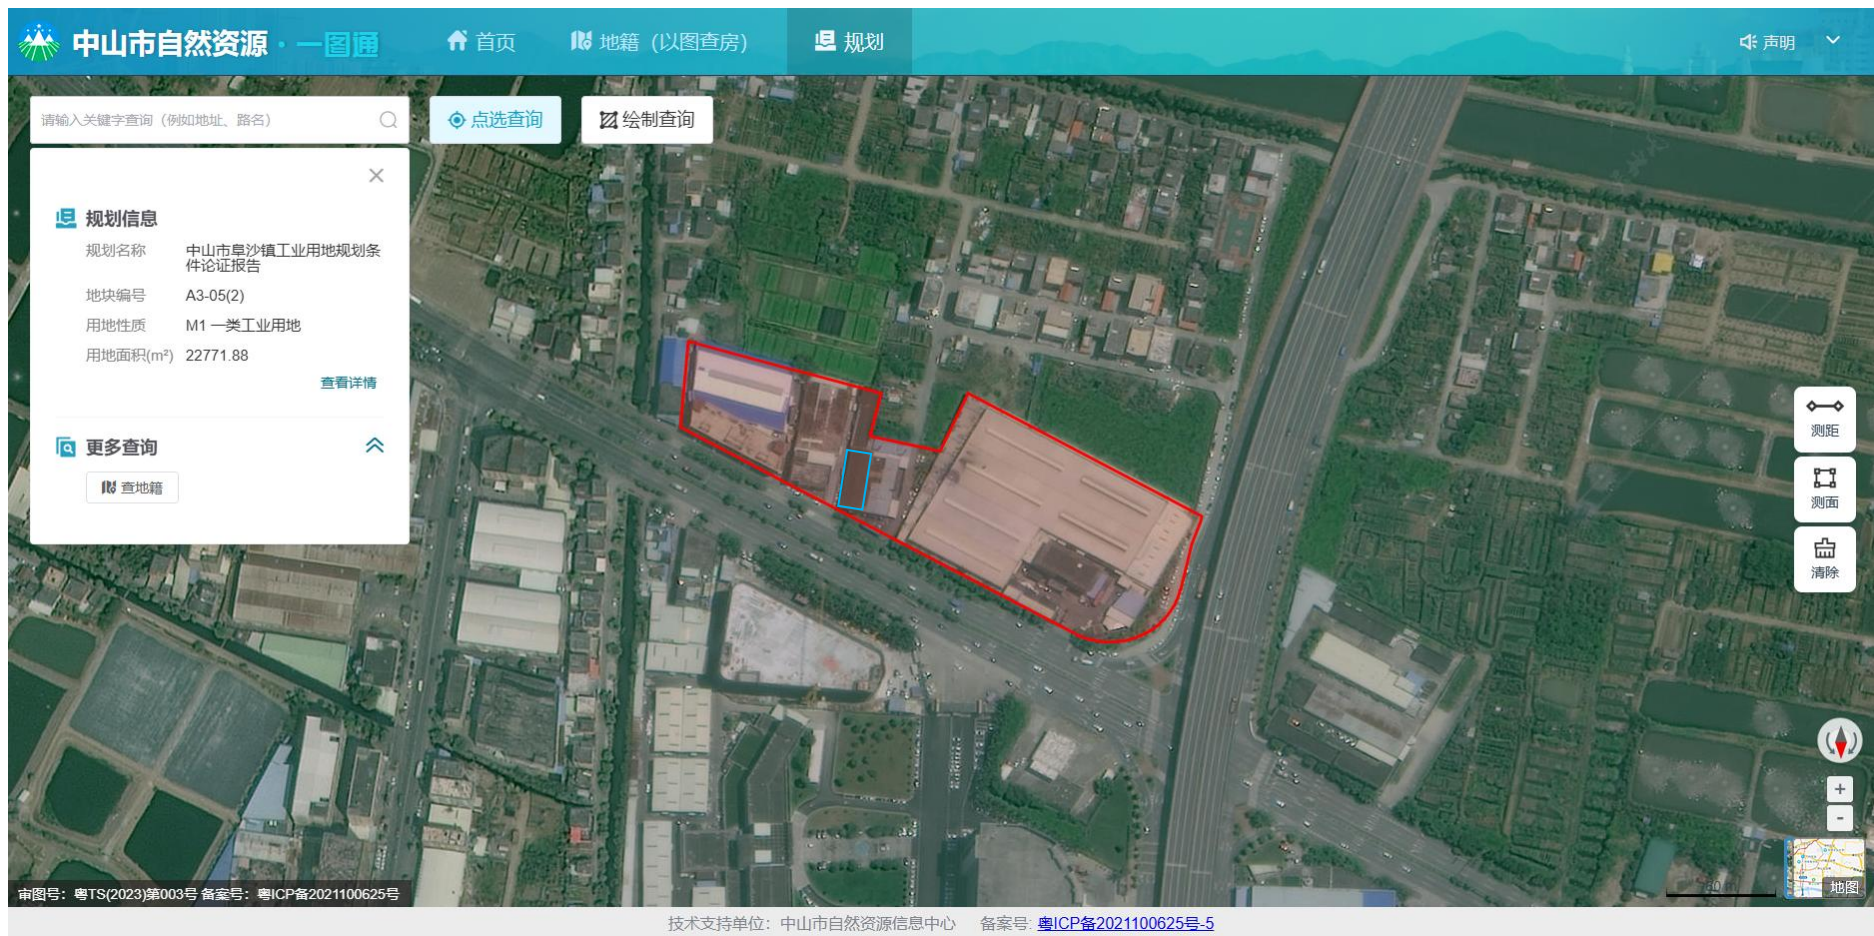 中山市自然资源·一图通
首页
地籍（以图查房）
规划
声明
请输入关键字查询（例如地址、路名）
点选查询
绘制查询
规划信息
规划名称 中山市阜沙镇工业用地规划条
件论证报告
地块编号 A3-05(2)
用地性质 M1 一类工业用地
用地面积(m²) 22771.88
查看详情
更多查询
查地籍
测距
测面
清除
+
-
地图
审图号：粤TS(2023)第003号 备案号：粤ICP备2021100625号
技术支持单位：中山市自然资源信息中心 备案号: 粤ICP备2021100625号-5